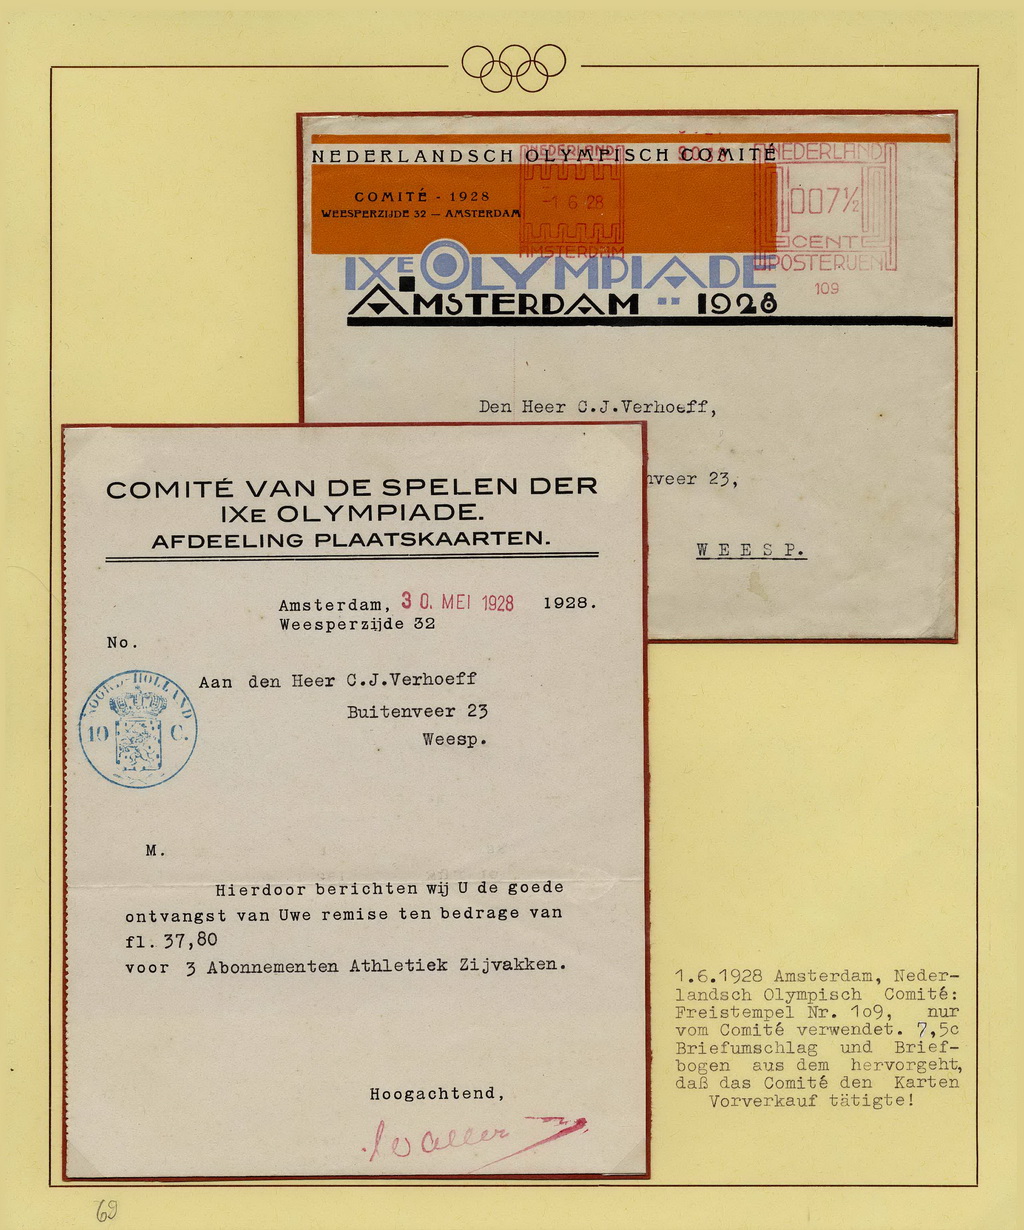 NEDERLANDSCH OLYMPISCH COMITÉ
COMITÉ - 1928
WEESPERZIJDE 32 — AMSTERDAM
NEDERLAND
-1 6 28
AMSTERDAM
NEDERLAND
007½
CENT
POSTERIJEN
109
IXE OLYMPIADE
AMSTERDAM 1928
Den Heer C.J.Verhoeff,
nveer 23,
WEESP.
COMITÉ VAN DE SPELEN DER
IXE OLYMPIADE.
AFDEELING PLAATSKAARTEN.
Amsterdam, 30. MEI 1928 1928.
Weesperzijde 32
No.
NOORD-HOLLAND
10 C.
Aan den Heer C.J.Verhoeff
Buitenveer 23
Weesp.
M.
Hierdoor berichten wij U de goede
ontvangst van Uwe remise ten bedrage van
fl. 37,80
voor 3 Abonnementen Athletiek Zijvakken.
Hoogachtend,
1.6.1928 Amsterdam, Neder-
landsch Olympisch Comité:
Freistempel Nr. 1o9, nur
vom Comité verwendet. 7,5c
Briefumschlag und Brief-
bogen aus dem hervorgeht,
daß das Comité den Karten
Vorverkauf tätigte!
69